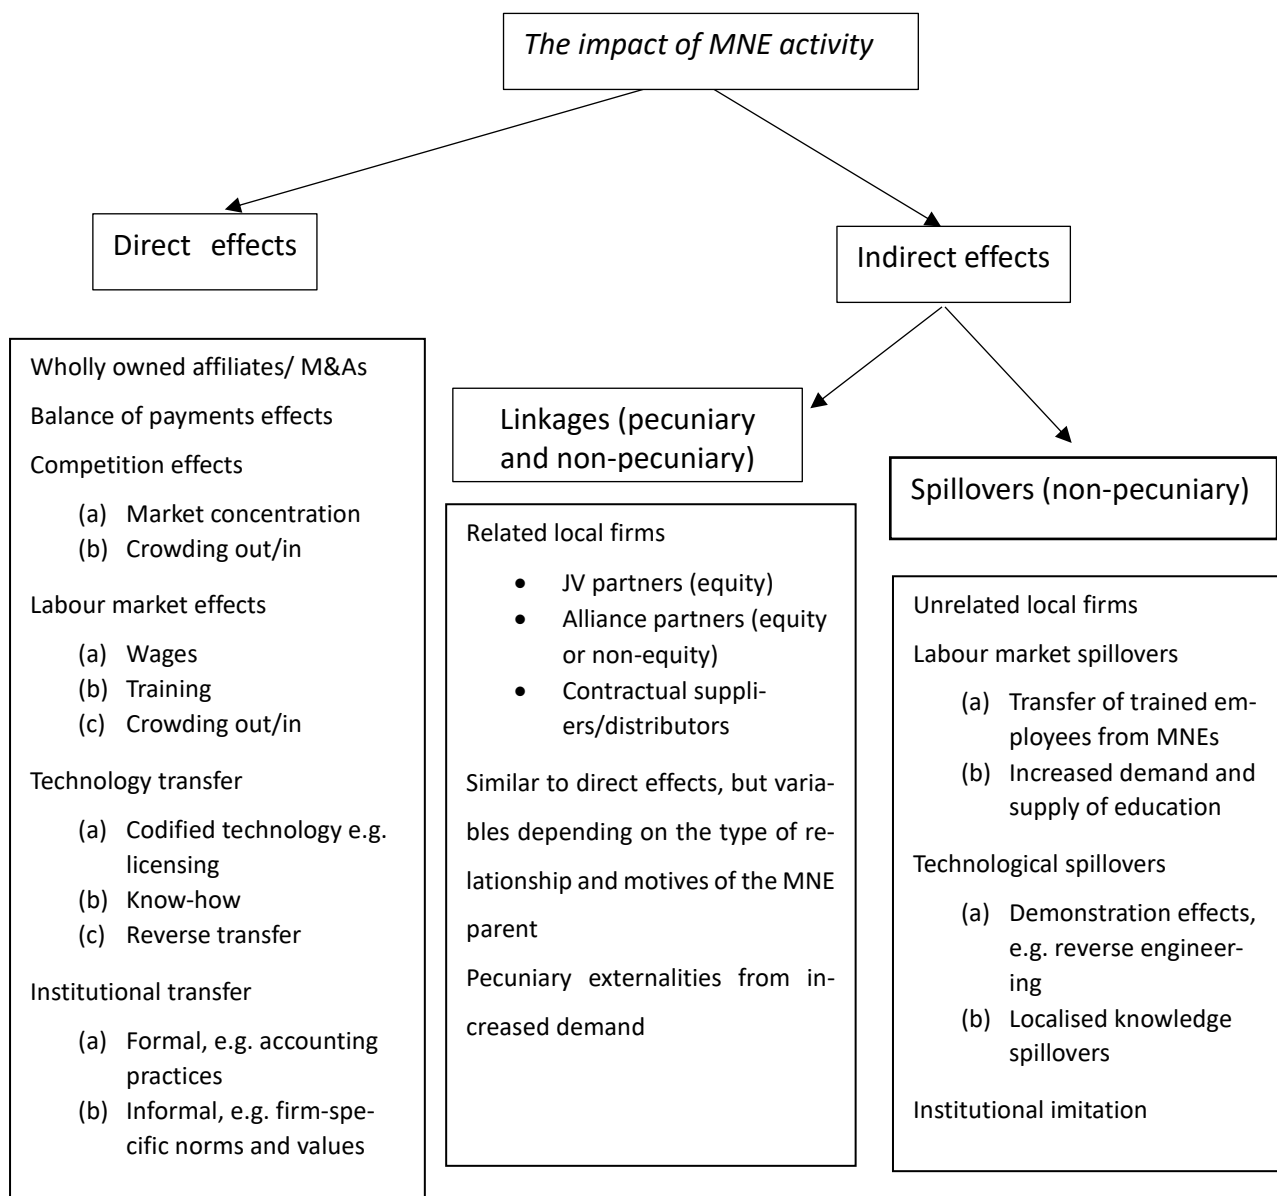 The impact of MNE activity
Direct effects
Indirect effects
Wholly owned affiliates/ M&As
Balance of payments effects
Competition effects
(a) Market concentration
(b) Crowding out/in
Labour market effects
(a) Wages
(b) Training
(c) Crowding out/in
Technology transfer
(a) Codified technology e.g.
licensing
(b) Know-how
(c) Reverse transfer
Institutional transfer
(a) Formal, e.g. accounting
practices
(b) Informal, e.g. firm-spe-
cific norms and values
Linkages (pecuniary
and non-pecuniary)
Related local firms
• JV partners (equity)
• Alliance partners (equity
or non-equity)
• Contractual suppli-
ers/distributors
Similar to direct effects, but varia-
bles depending on the type of re-
lationship and motives of the MNE
parent
Pecuniary externalities from in-
creased demand
Spillovers (non-pecuniary)
Unrelated local firms
Labour market spillovers
(a) Transfer of trained em-
ployees from MNEs
(b) Increased demand and
supply of education
Technological spillovers
(a) Demonstration effects,
e.g. reverse engineer-
ing
(b) Localised knowledge
spillovers
Institutional imitation